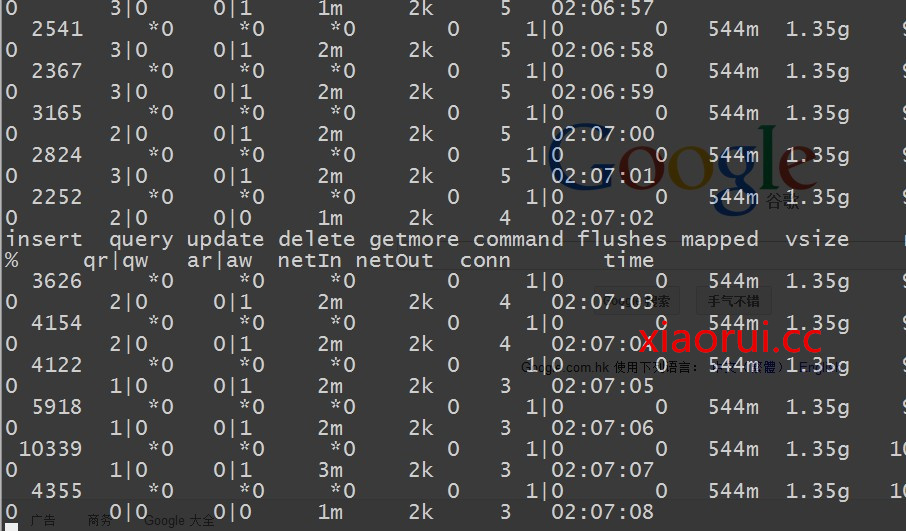 0 3|0 0|1 1m 2k 5 02:06:57
2541 *0 *0 *0 0 1|0 0 544m 1.35g 9
0 3|0 0|1 2m 2k 5 02:06:58
2367 *0 *0 *0 0 1|0 0 544m 1.35g 9
0 3|0 0|1 2m 2k 5 02:06:59
3165 *0 *0 *0 0 1|0 0 544m 1.35g 9
0 2|0 0|1 2m 2k 5 02:07:00
2824 *0 *0 *0 0 1|0 0 544m 1.35g 9
0 3|0 0|1 2m 2k 5 02:07:01
Google
谷歌
2252 *0 *0 *0 0 1|0 0 544m 1.35g 9
0 2|0 0|0 1m 2k 4 02:07:02
insert query update delete getmore command flushes mapped vsize
% qr|qw ar|aw netIn netOut conn time
3626 *0 *0 *0 0 1|0 0 544m 1.35g 9
0 2|0 0|1 2m 2k 4 02:07:03
手气不错
4154 *0 *0 *0 0 1|0 0 544m 1.35g 9
0 2|0 0|1 2m 2k 4 02:07:04
xiaorui.cc
4122 *0 *0 *0 0 1|0 0 544m 1.35g 9
Google.com.hk 使用下列语言：
0 1|0 0|1 2m 2k 3 02:07:05
5918 *0 *0 *0 0 1|0 0 544m 1.35g 9
0 1|0 0|1 2m 2k 3 02:07:06
10339 *0 *0 *0 0 1|0 0 544m 1.35g 10
0 1|0 0|1 3m 2k 3 02:07:07
4355 *0 *0 *0 0 1|0 0 544m 1.35g 10
0 0|0 0|1 1m 2k 3 02:07:08
广告 商务 Google 大全